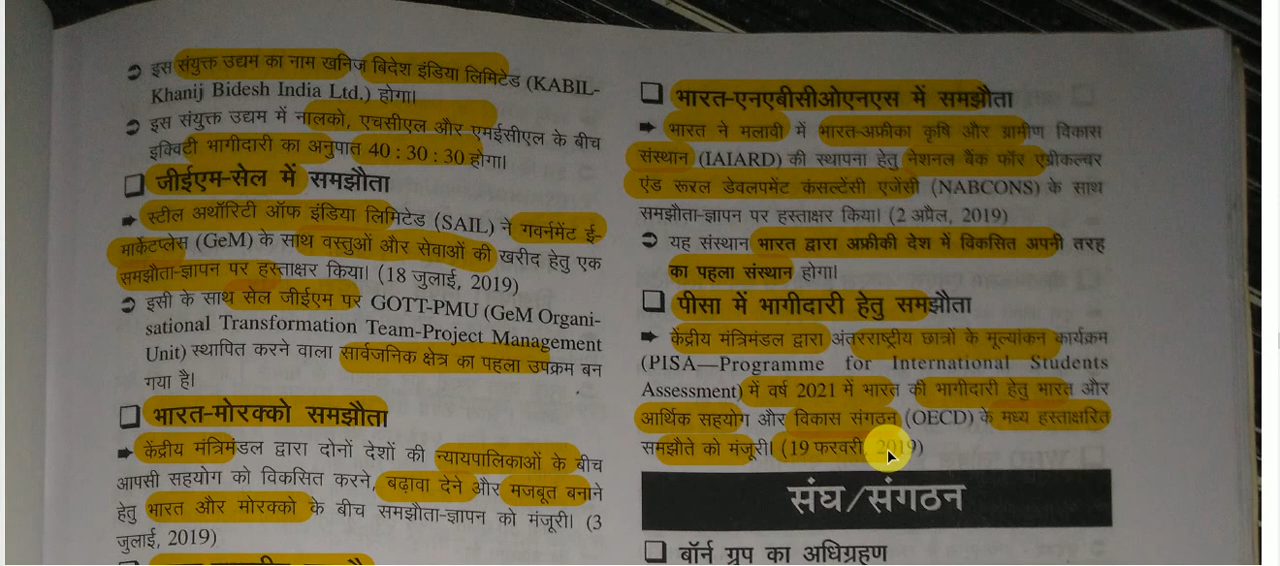 ➲ इस संयुक्त उद्यम का नाम खनिज बिदेश इंडिया लिमिटेड (KABIL-
Khanij Bidesh India Ltd.) होगा।
➲ इस संयुक्त उद्यम में नालको, एचसीएल और एमईसीएल के बीच
इक्विटी भागीदारी का अनुपात 40 : 30 : 30 होगा।
❑ जीईएम-सेल में समझौता
➡ स्टील अथॉरिटी ऑफ इंडिया लिमिटेड (SAIL) ने गवर्नमेंट ई-
मार्केटप्लेस (GeM) के साथ वस्तुओं और सेवाओं की खरीद हेतु एक
समझौता-ज्ञापन पर हस्ताक्षर किया। (18 जुलाई, 2019)
➲ इसी के साथ सेल जीईएम पर GOTT-PMU (GeM Organi-
sational Transformation Team-Project Management
Unit) स्थापित करने वाला सार्वजनिक क्षेत्र का पहला उपक्रम बन
गया है।
❑ भारत-मोरक्को समझौता
➡ केंद्रीय मंत्रिमंडल द्वारा दोनों देशों की न्यायपालिकाओं के बीच
आपसी सहयोग को विकसित करने, बढ़ावा देने और मजबूत बनाने
हेतु भारत और मोरक्को के बीच समझौता-ज्ञापन को मंजूरी। (3
जुलाई, 2019)
❑ भारत-एनएबीसीओएनएस में समझौता
➡ भारत ने मलावी में भारत-अफ्रीका कृषि और ग्रामीण विकास
संस्थान (IAIARD) की स्थापना हेतु नेशनल बैंक फॉर एग्रीकल्चर
एंड रूरल डेवलपमेंट कंसल्टेंसी एजेंसी (NABCONS) के साथ
समझौता-ज्ञापन पर हस्ताक्षर किया। (2 अप्रैल, 2019)
➲ यह संस्थान भारत द्वारा अफ्रीकी देश में विकसित अपनी तरह
का पहला संस्थान होगा।
❑ पीसा में भागीदारी हेतु समझौता
➡ केंद्रीय मंत्रिमंडल द्वारा अंतरराष्ट्रीय छात्रों के मूल्यांकन कार्यक्रम
(PISA—Programme for International Students
Assessment) में वर्ष 2021 में भारत की भागीदारी हेतु भारत और
आर्थिक सहयोग और विकास संगठन (OECD) के मध्य हस्ताक्षरित
समझौते को मंजूरी। (19 फरवरी, 2019)
संघ/संगठन
❑ बॉर्न ग्रुप का अधिग्रहण